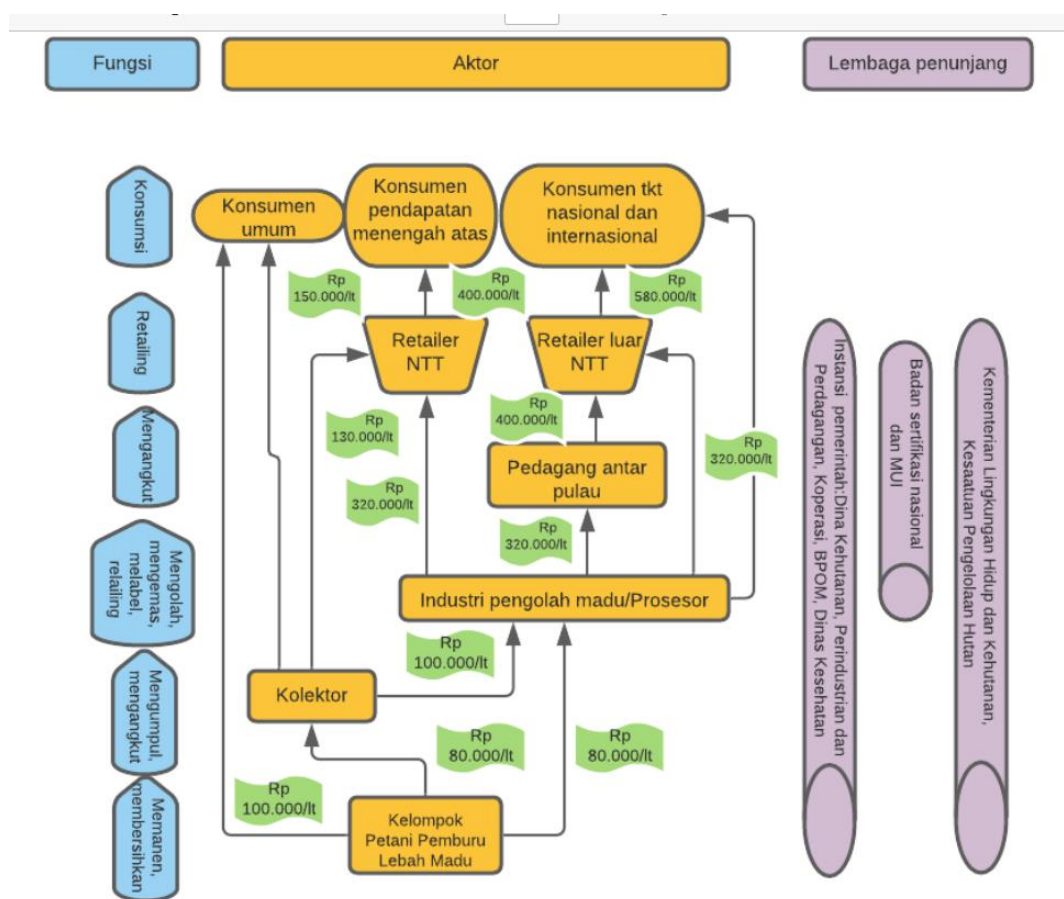 Fungsi
Aktor
Lembaga penunjang
Konsumsi
Konsumen
umum
Konsumen
pendapatan
menengah atas
Konsumen tkt
nasional dan
internasional
Rp
150.000/lt
Rp
400.000/lt
Rp
580.000/lt
Retailing
Retailer
NTT
Retailer luar
NTT
Mengangkut
Rp
130.000/lt
Rp
400.000/lt
Rp
320.000/lt
Pedagang antar
pulau
Rp
320.000/lt
Rp
320.000/lt
Mengolah,
mengemas,
melabel,
relailing
Industri pengolah madu/Prosesor
Rp
100.000/lt
Mengumpul,
mengangkut
Kolektor
Rp
80.000/lt
Rp
80.000/lt
Memanen,
membersihkan
Rp
100.000/lt
Kelompok
Petani Pemburu
Lebah Madu
Instansi pemerintah:Dina Kehutanan, Perindustrian dan
Perdagangan, Koperasi, BPOM, Dinas Kesehatan
Badan sertifikasi nasional
dan MUI
Kementerian Lingkungan Hidup dan Kehutanan,
Kesaatuan Pengelolaan Hutan